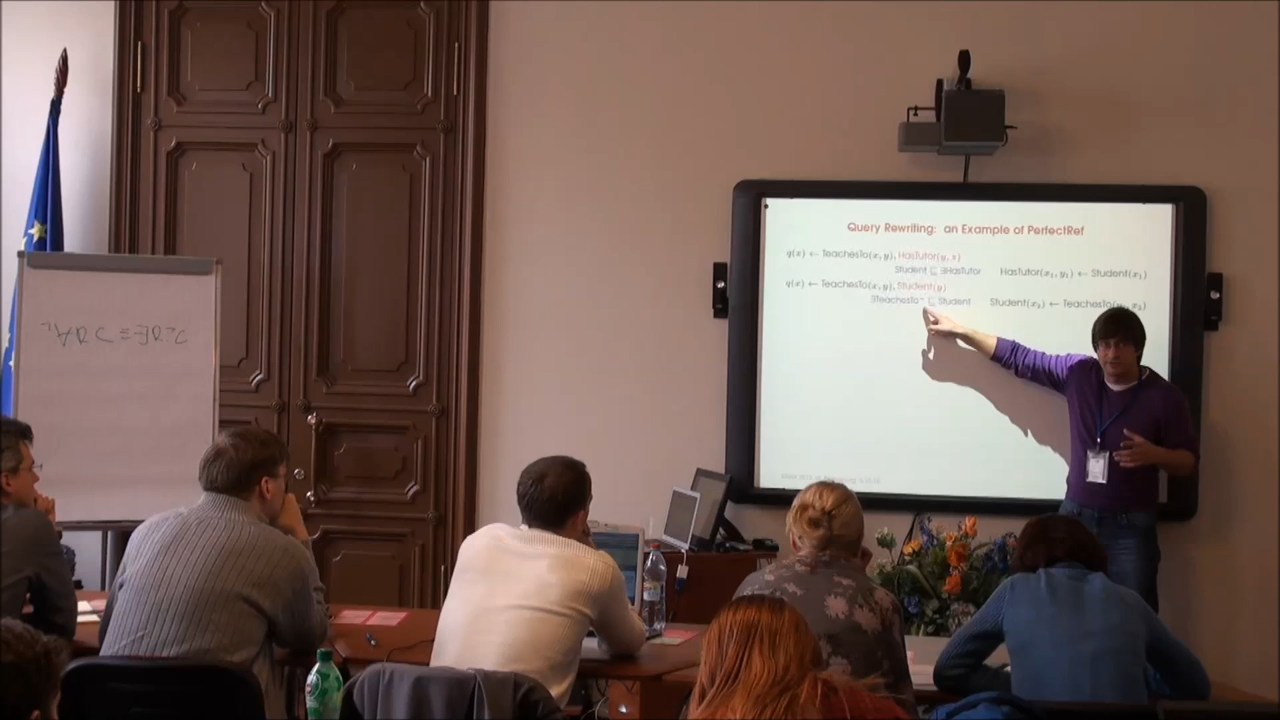 Query Rewriting: an Example of PerfectRef
q(x) ← TeachesTo(x, y), HasTutor(y, x)
Student ⊑ ∃HasTutor HasTutor(x₁, y₁) ← Student(x₁)
q(x) ← TeachesTo(x, y), Student(y)
∃TeachesTo⁻ ⊑ Student Student(x₂) ← TeachesTo(y₂, x₂)